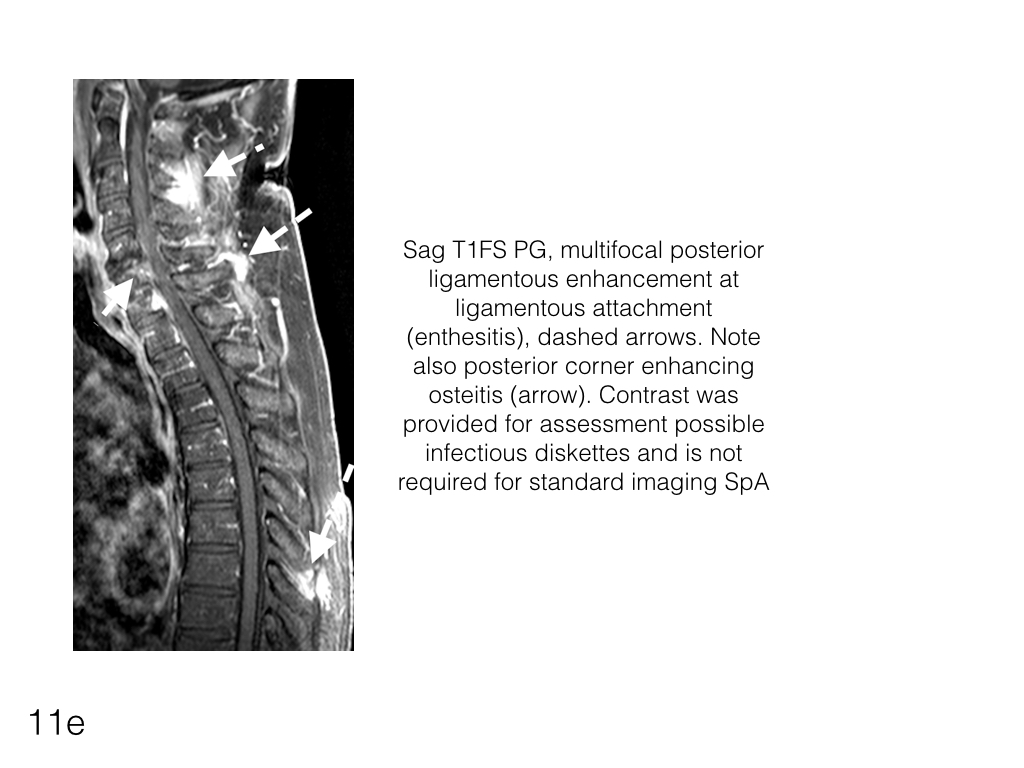 Sag T1FS PG, multifocal posterior
ligamentous enhancement at
ligamentous attachment
(enthesitis), dashed arrows. Note
also posterior corner enhancing
osteitis (arrow). Contrast was
provided for assessment possible
infectious diskettes and is not
required for standard imaging SpA
11e